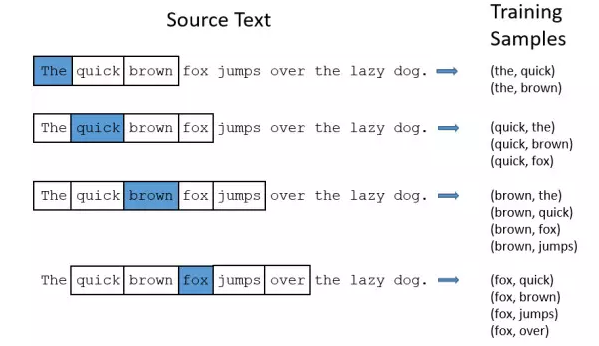 Source Text
Training
Samples
The quick brown fox jumps over the lazy dog.
(the, quick)
(the, brown)
The quick brown fox jumps over the lazy dog.
(quick, the)
(quick, brown)
(quick, fox)
The quick brown fox jumps over the lazy dog.
(brown, the)
(brown, quick)
(brown, fox)
(brown, jumps)
The quick brown fox jumps over the lazy dog.
(fox, quick)
(fox, brown)
(fox, jumps)
(fox, over)